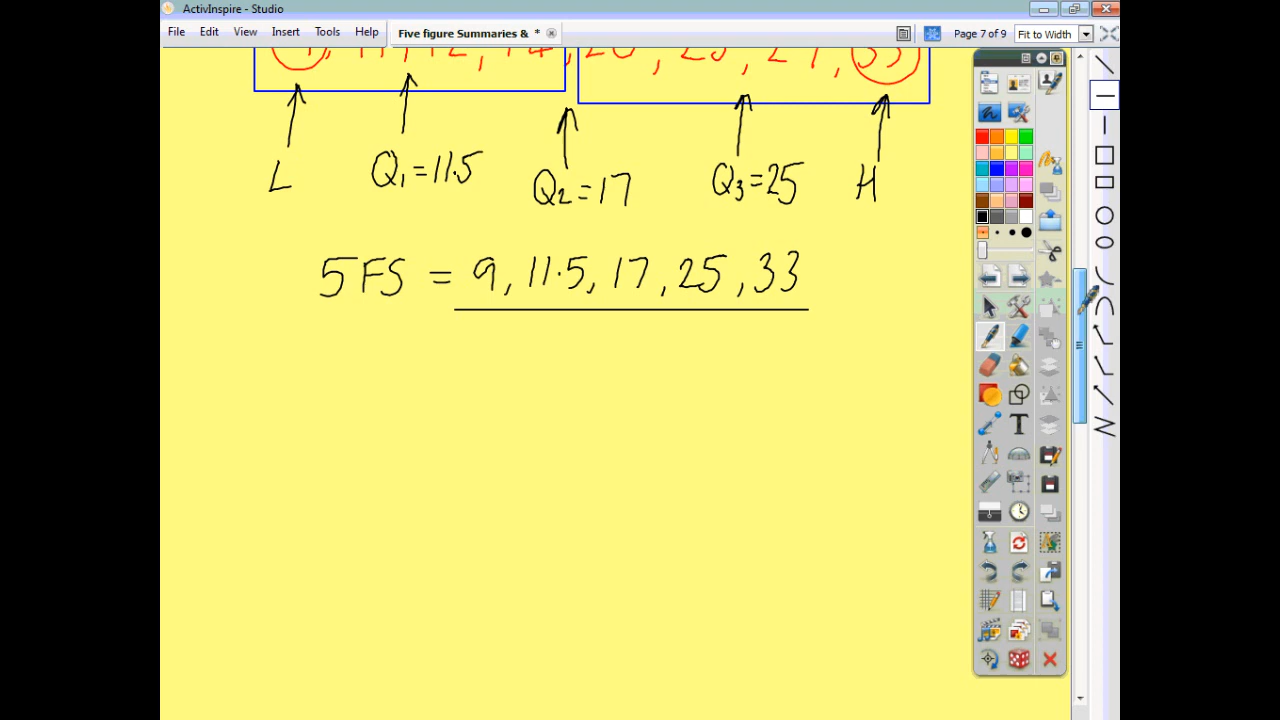 ActivInspire - Studio
File Edit View Insert Tools Help Five figure Summaries & * Page 7 of 9 Fit to Width
L Q1=11.5 Q2=17 Q3=25 H
5FS = 9, 11.5, 17, 25, 33